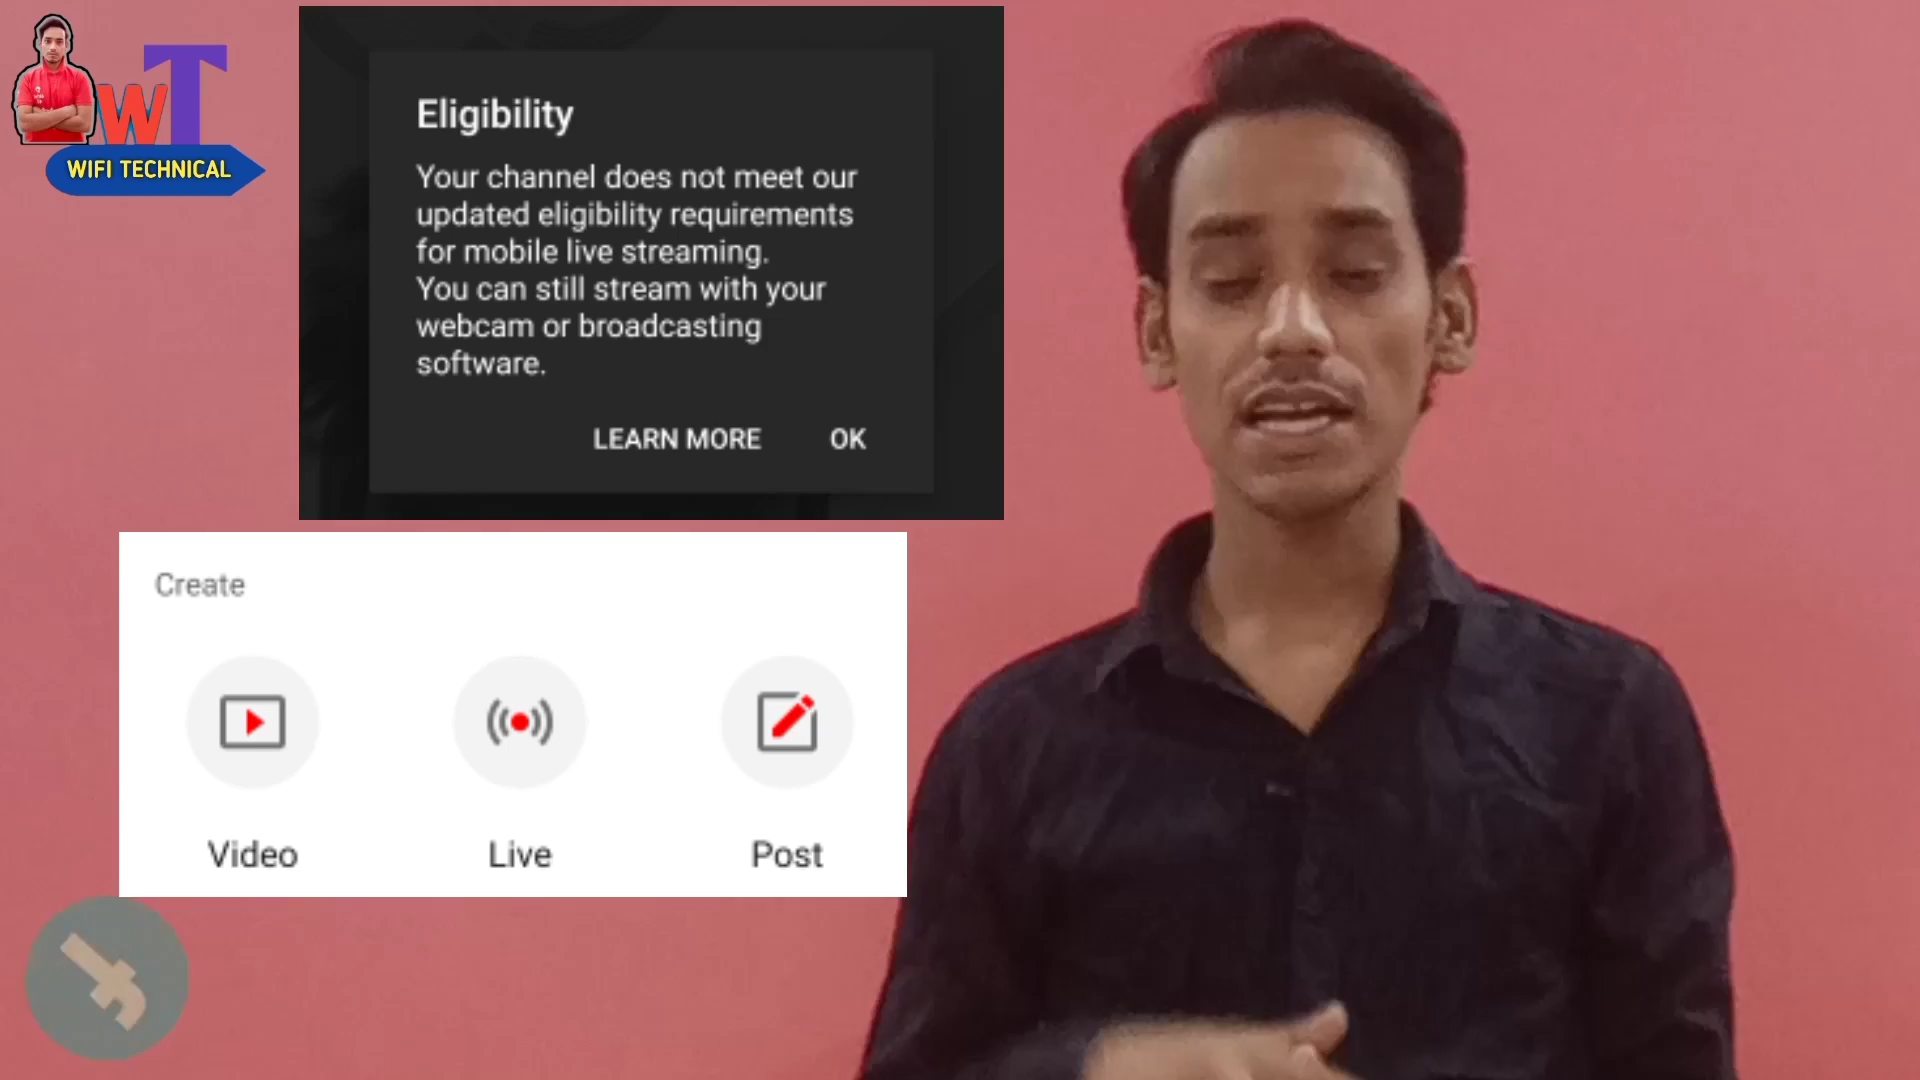 WT
WIFI TECHNICAL
Eligibility
Your channel does not meet our
updated eligibility requirements
for mobile live streaming.
You can still stream with your
webcam or broadcasting
software.
LEARN MORE OK
Create
Video Live Post
f